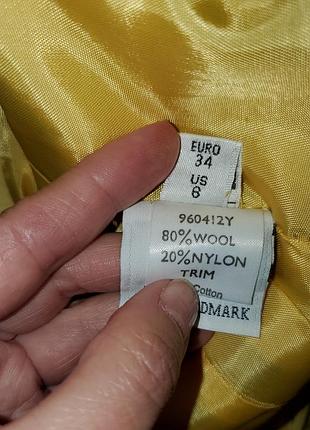 EURO
34
US
6
960412Y
80%WOOL
20%NYLON
TRIM
Cotton
DMARK